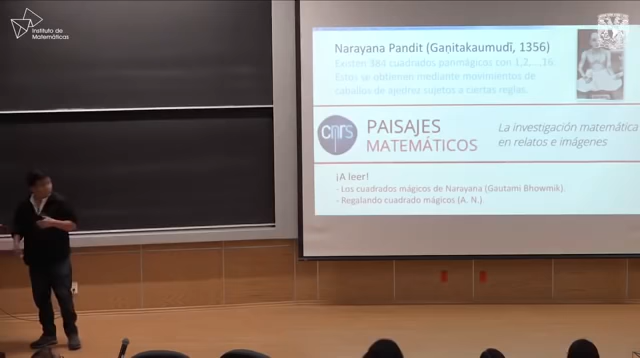 Instituto de
Matemáticas
UNAM
Narayana Pandit (Gaṇitakaumudī, 1356)
Existen 384 cuadrados panmágicos con 1,2,...,16.
Estos se obtienen mediante movimientos de
caballos de ajedrez sujetos a ciertas reglas.
cnrs
PAISAJES
MATEMÁTICOS
La investigación matemática
en relatos e imágenes
¡A leer!
- Los cuadrados mágicos de Narayana (Gautami Bhowmik).
- Regalando cuadrado mágicos (A. N.).